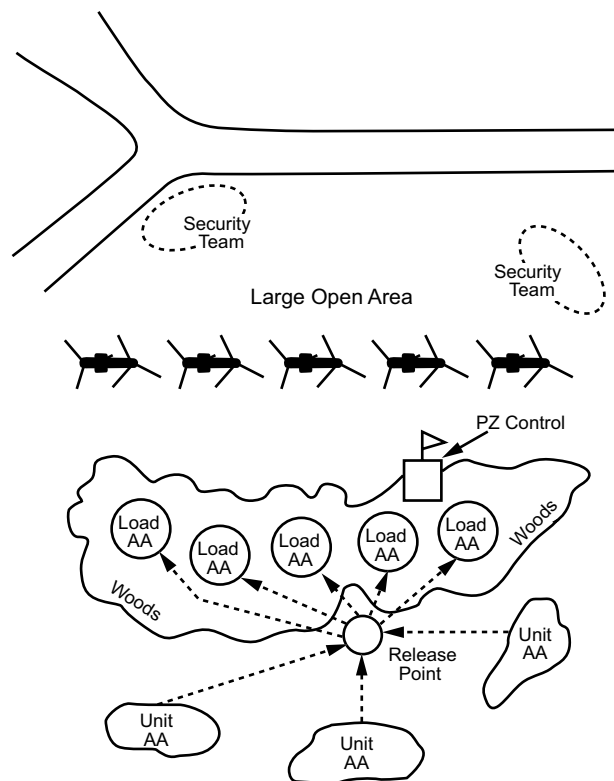 Security
Team
Security
Team
Large Open Area
PZ Control
Load
AA
Load
AA
Load
AA
Load
AA
Load
AA
Woods
Woods
Release
Point
Unit
AA
Unit
AA
Unit
AA